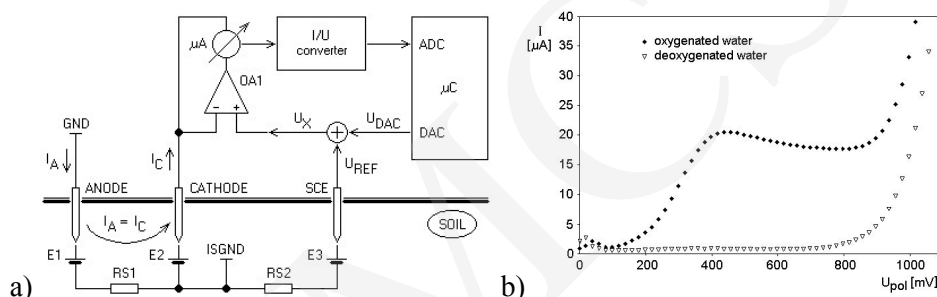 a)
μA
I/U
converter
ADC
μC
DAC
OA1
- +
U_X
U_DAC
U_REF
GND
I_A
I_C
ANODE
CATHODE
SCE
I_A = I_C
SOIL
E1
E2
ISGND
E3
RS1
RS2
b)
I
[μA]
40
35
30
25
20
15
10
5
0
oxygenated water
deoxygenated water
0 200 400 600 800 1000
U_pol [mV]